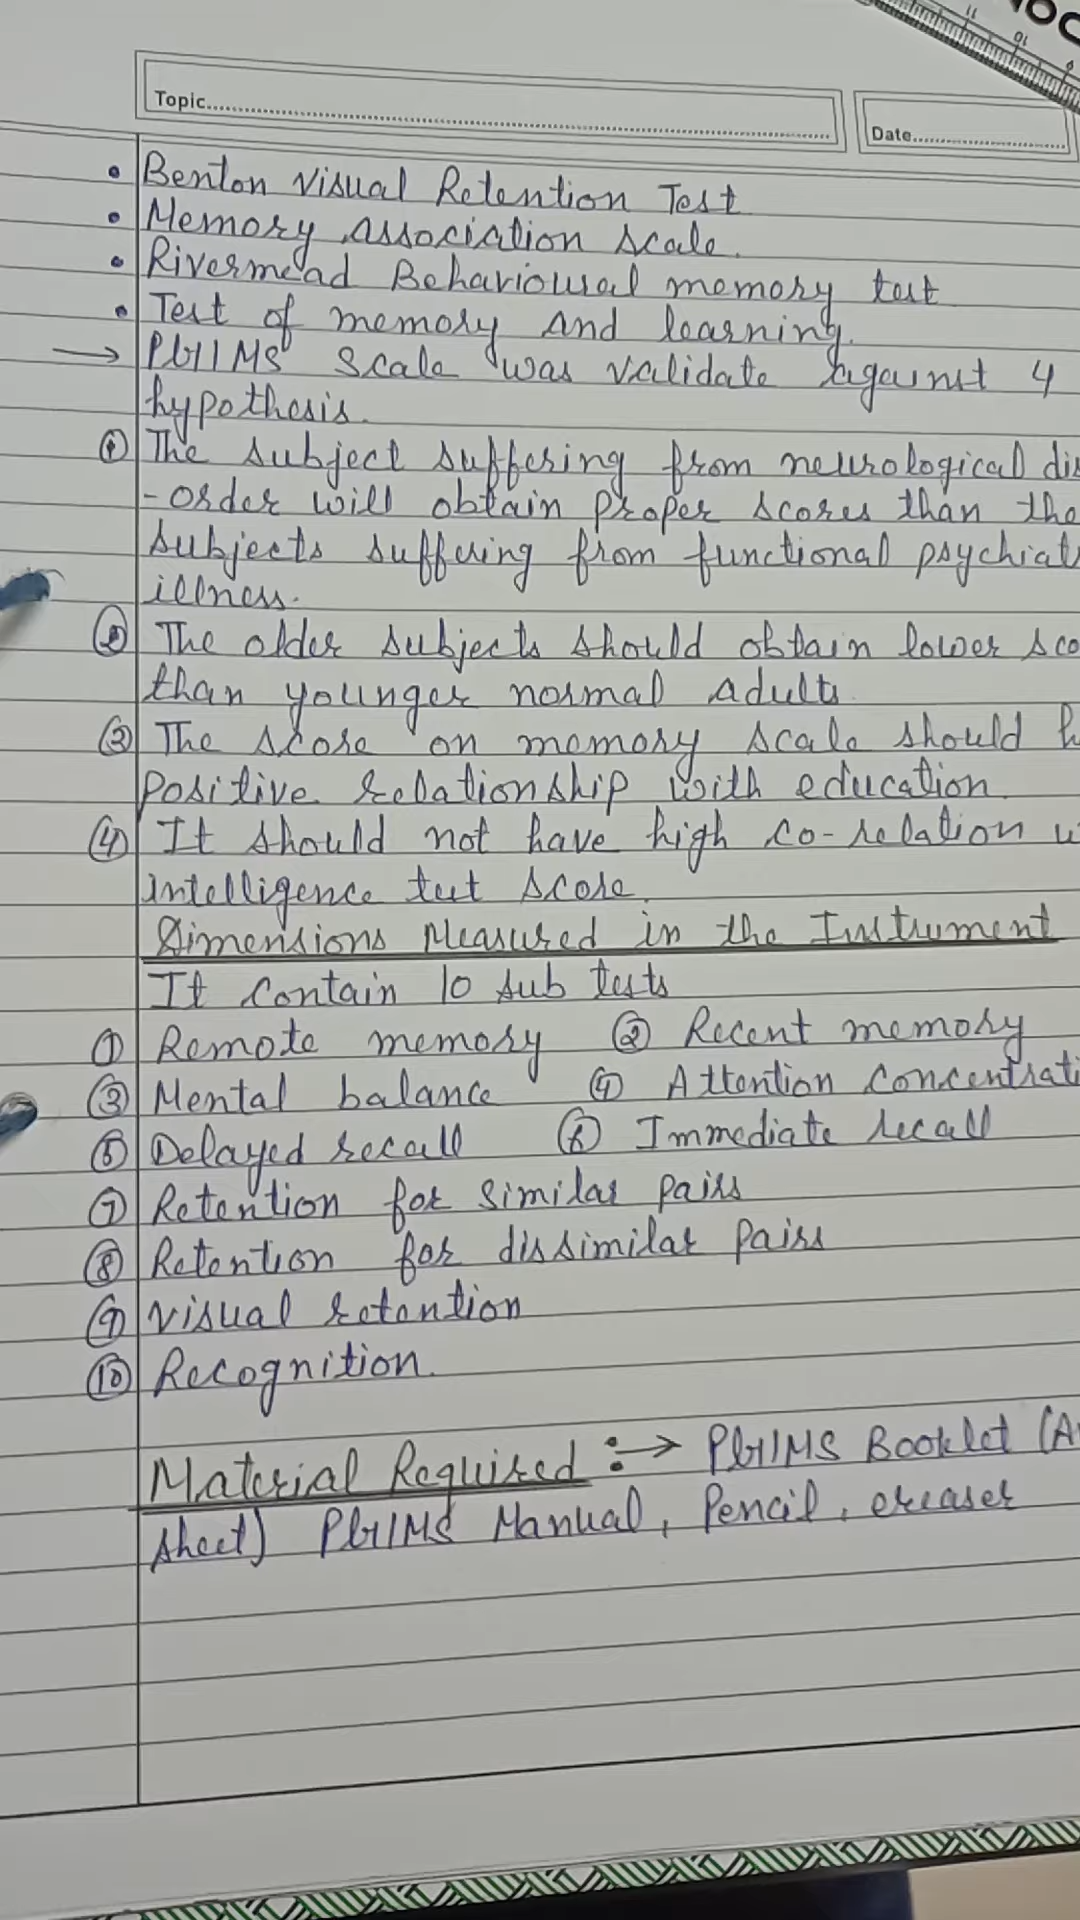 Topic
Date
Benton Visual Retention Test
Memory Association Scale.
Rivermead Behavioural memory test
Test of memory and learning.
→ PGIIMS Scale was validate against 4
hypothesis.
① The subject suffering from neurological dis
-order will obtain proper scores than the
subjects suffering from functional psychiat
illness.
② The older subjects should obtain lower sco
than younger normal adults
③ The score on memory scale should h
positive relationship with education
④ It should not have high co-relation w
intelligence test score.
Dimensions Measured in the Instrument
It contain 10 sub tests
① Remote memory ② Recent memory
③ Mental balance ④ Attention concentrati
⑤ Delayed recall ⑥ Immediate recall
⑦ Retention for similar pairs
⑧ Retention for dissimilar pairs
⑨ visual retention
⑩ Recognition.
Material Required :→ PGIIMS Booklet (A
sheet) PGIIMS Manual, Pencil, ereaser